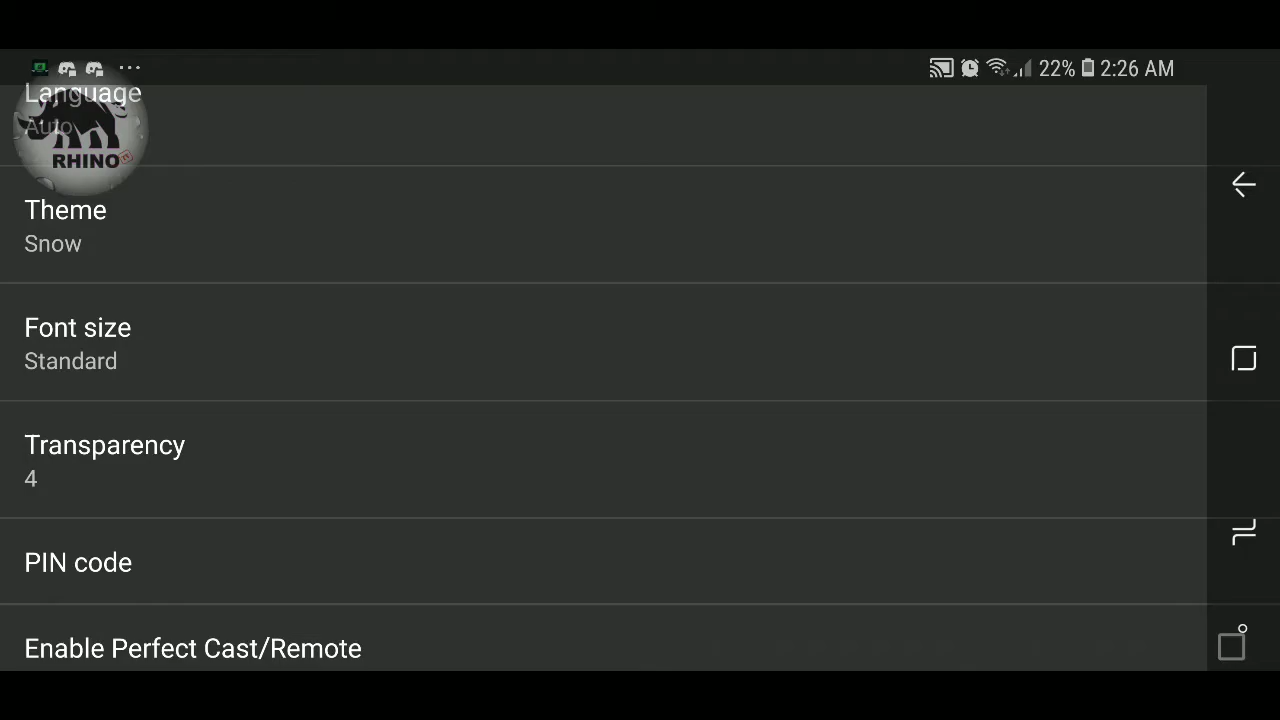 22% 2:26 AM
Language
Auto
RHINO
Theme
Snow
Font size
Standard
Transparency
4
PIN code
Enable Perfect Cast/Remote